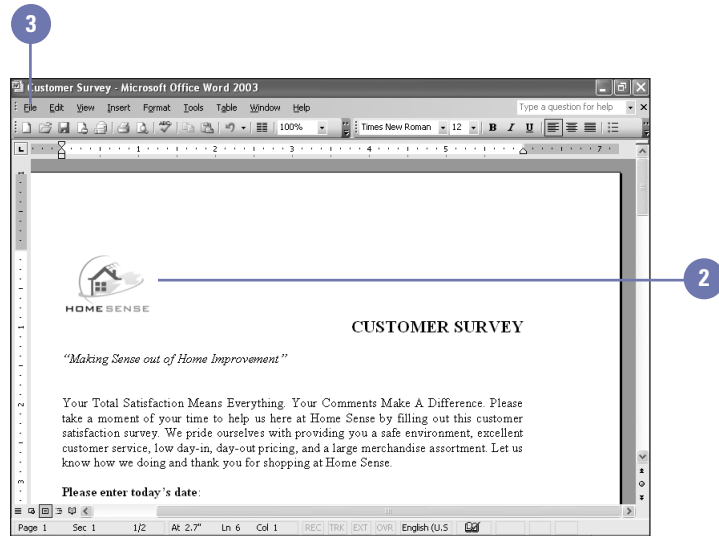 3
Customer Survey - Microsoft Office Word 2003
File Edit View Insert Format Tools Table Window Help Type a question for help
100% Times New Roman 12 B I U
1 2 3 4 5 7
2
HOMESENSE
CUSTOMER SURVEY
“Making Sense out of Home Improvement”
Your Total Satisfaction Means Everything. Your Comments Make A Difference. Please
take a moment of your time to help us here at Home Sense by filling out this customer
satisfaction survey. We pride ourselves with providing you a safe environment, excellent
customer service, low day-in, day-out pricing, and a large merchandise assortment. Let us
know how we doing and thank you for shopping at Home Sense.
Please enter today’s date:
Page 1 Sec 1 1/2 At 2.7" Ln 6 Col 1 REC TRK EXT OVR English (U.S